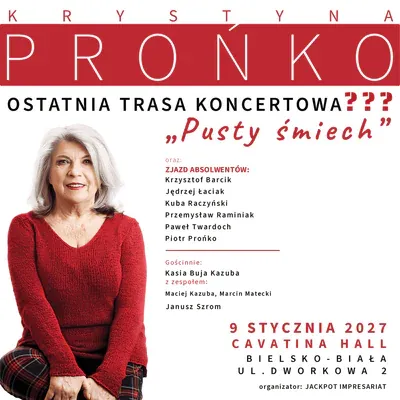 KRYSTYNA
PROŃKO
OSTATNIA TRASA KONCERTOWA???
„Pusty śmiech”
oraz:
ZJAZD ABSOLWENTÓW:
Krzysztof Barcik
Jędrzej Łaciak
Kuba Raczyński
Przemysław Raminiak
Paweł Twardoch
Piotr Prońko
Gościnnie:
Kasia Buja Kazuba
z zespołem:
Maciej Kazuba, Marcin Matecki
Janusz Szrom
9 STYCZNIA 2027
CAVATINA HALL
BIELSKO-BIAŁA
UL.DWORKOWA 2
organizator: JACKPOT IMPRESARIAT